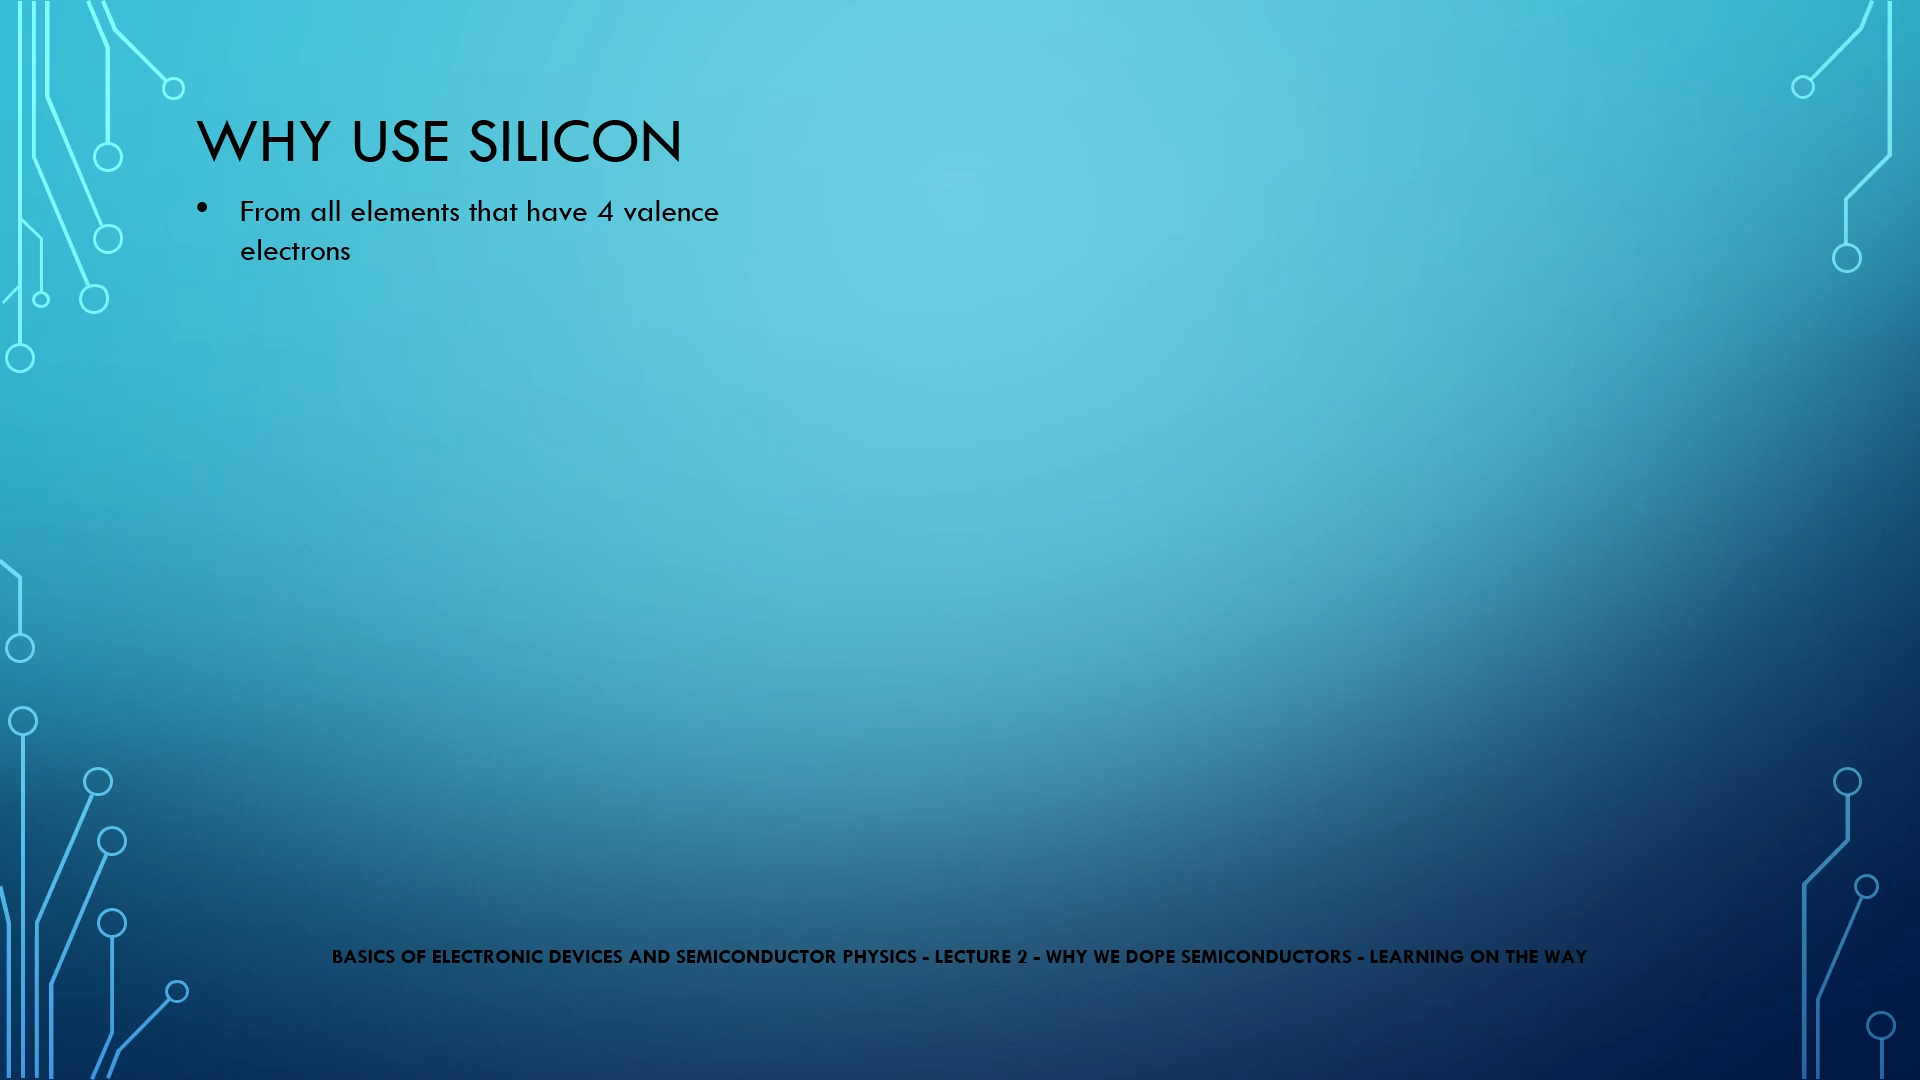 WHY USE SILICON
• From all elements that have 4 valence
electrons
BASICS OF ELECTRONIC DEVICES AND SEMICONDUCTOR PHYSICS - LECTURE 2 - WHY WE DOPE SEMICONDUCTORS - LEARNING ON THE WAY